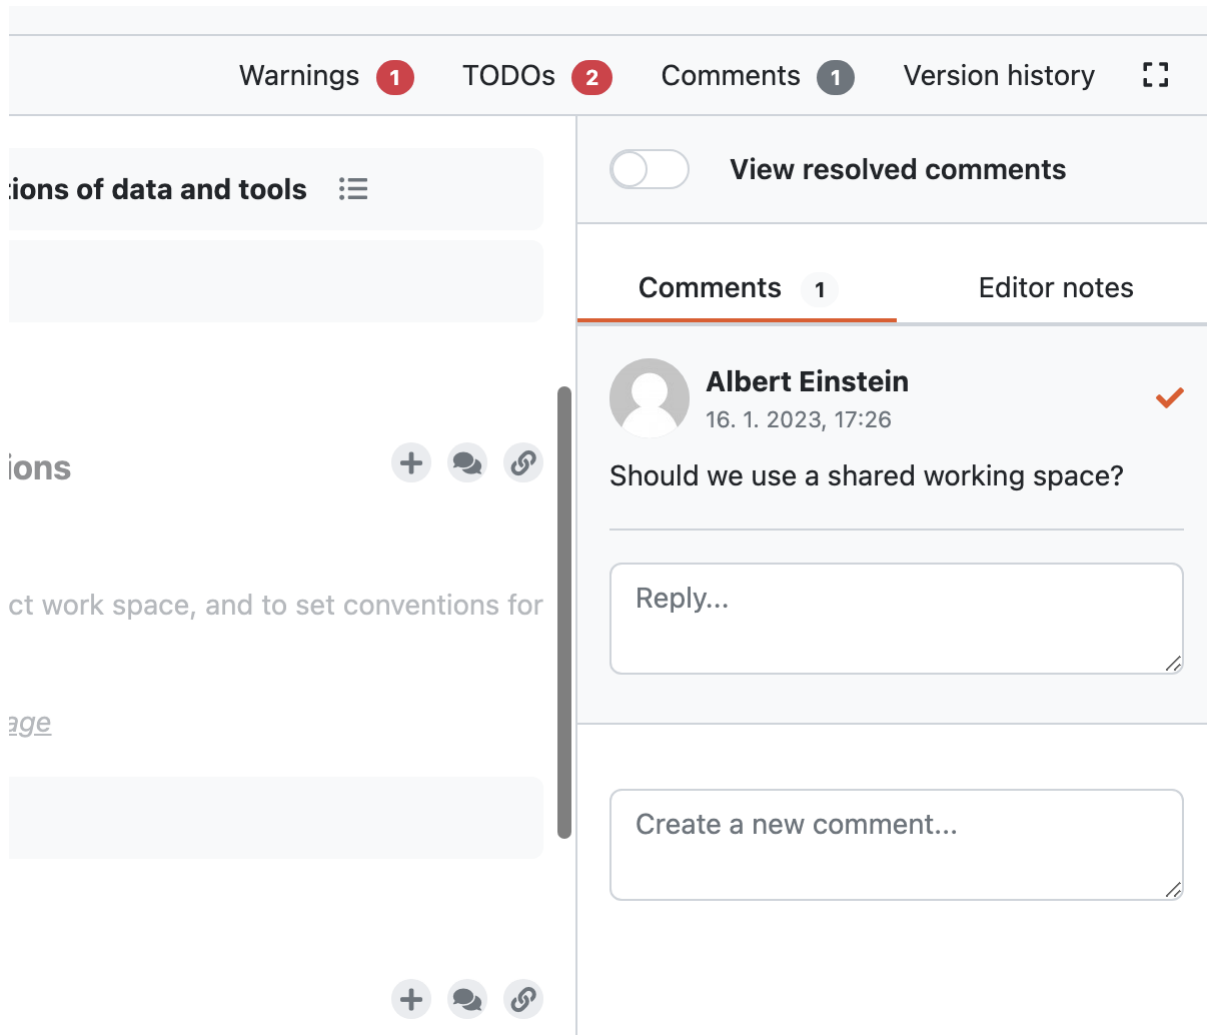 Warnings 1 TODOs 2 Comments 1 Version history
tions of data and tools
View resolved comments
Comments 1 Editor notes
Albert Einstein
16. 1. 2023, 17:26
Should we use a shared working space?
Reply...
Create a new comment...
ions
ct work space, and to set conventions for
age